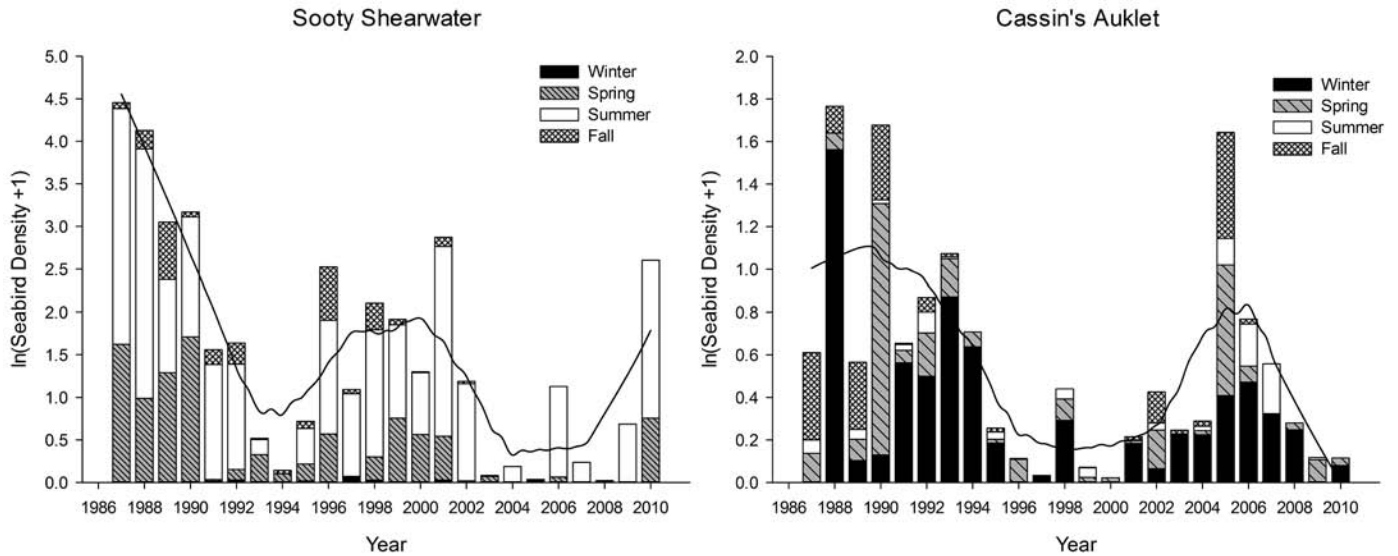 Sooty Shearwater
ln(Seabird Density +1)
5.0
4.5
4.0
3.5
3.0
2.5
2.0
1.5
1.0
0.5
0.0
Winter
Spring
Summer
Fall
1986 1988 1990 1992 1994 1996 1998 2000 2002 2004 2006 2008 2010
Year
Cassin's Auklet
ln(Seabird Density +1)
2.0
1.8
1.6
1.4
1.2
1.0
0.8
0.6
0.4
0.2
0.0
Winter
Spring
Summer
Fall
1986 1988 1990 1992 1994 1996 1998 2000 2002 2004 2006 2008 2010
Year